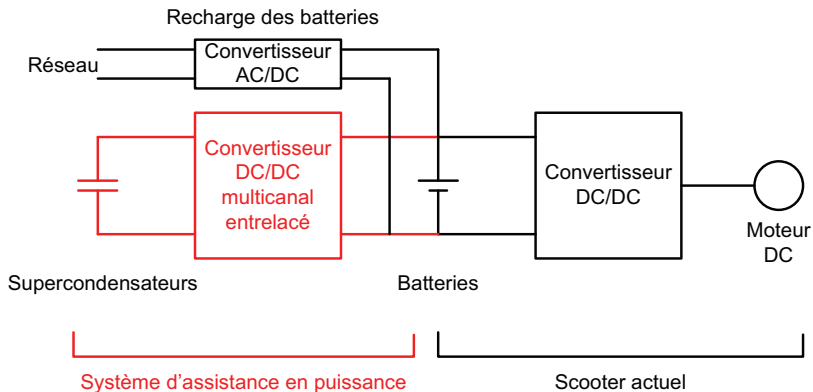 Recharge des batteries
Réseau
Convertisseur
AC/DC
Convertisseur
DC/DC
multicanal
entrelacé
Convertisseur
DC/DC
Moteur
DC
Supercondensateurs
Batteries
Système d'assistance en puissance
Scooter actuel